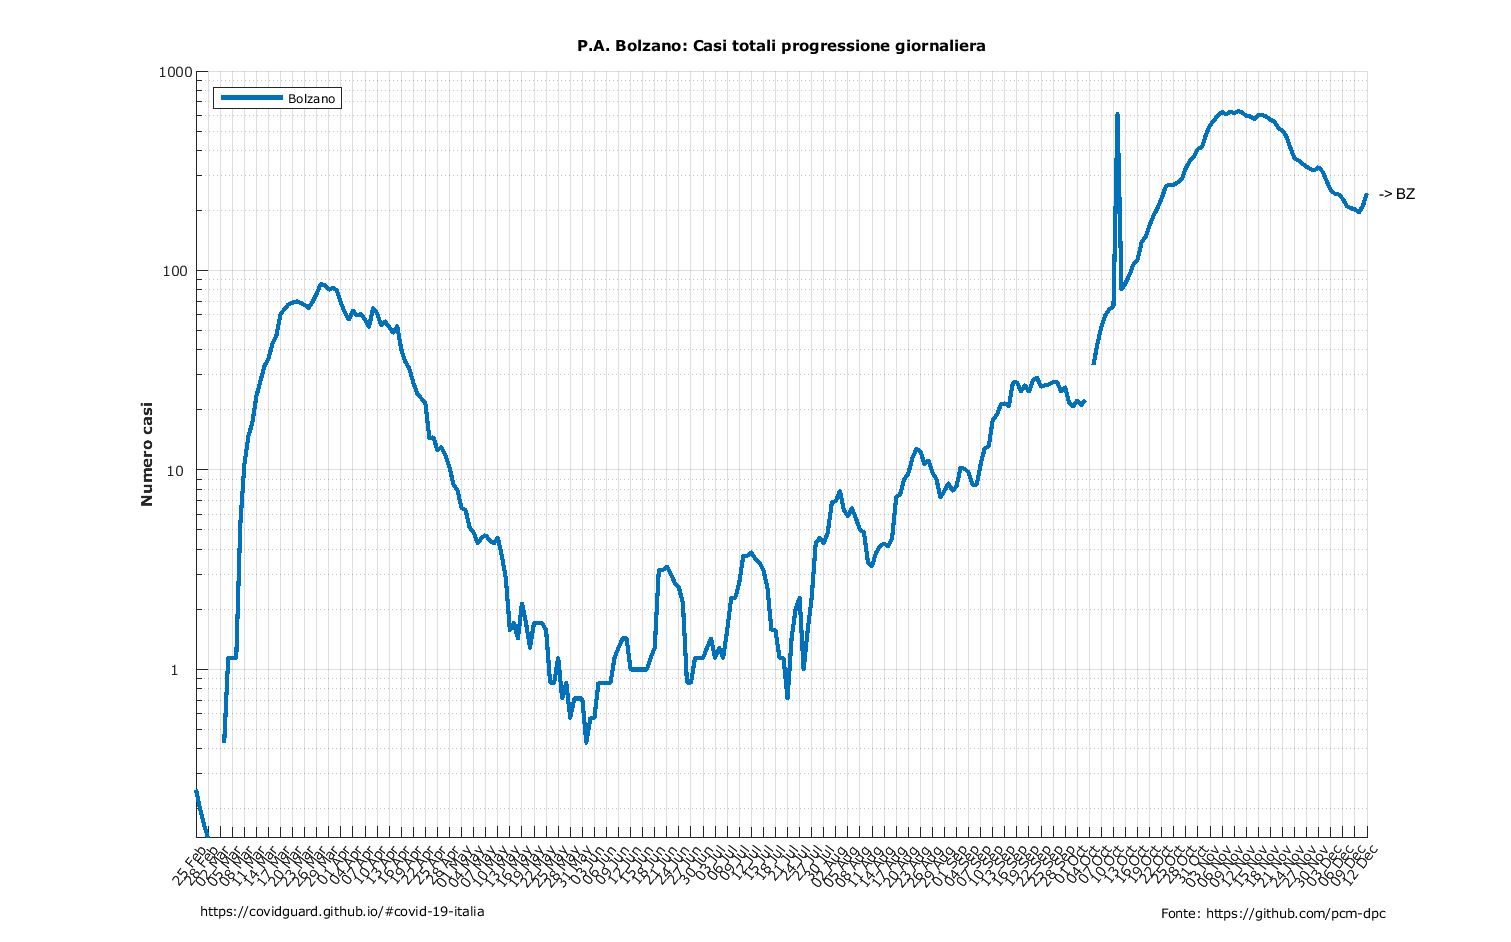 P.A. Bolzano: Casi totali progressione giornaliera
Bolzano
1000
100
10
1
Numero casi
-> BZ
25 Feb
28 Feb
02 Mar
05 Mar
08 Mar
11 Mar
14 Mar
17 Mar
20 Mar
23 Mar
26 Mar
29 Mar
01 Apr
04 Apr
07 Apr
10 Apr
13 Apr
16 Apr
19 Apr
22 Apr
25 Apr
28 Apr
01 May
04 May
07 May
10 May
13 May
16 May
19 May
22 May
25 May
28 May
31 May
03 Jun
06 Jun
09 Jun
12 Jun
15 Jun
18 Jun
21 Jun
24 Jun
27 Jun
30 Jun
03 Jul
06 Jul
09 Jul
12 Jul
15 Jul
18 Jul
21 Jul
24 Jul
27 Jul
30 Jul
02 Aug
05 Aug
08 Aug
11 Aug
14 Aug
17 Aug
20 Aug
23 Aug
26 Aug
29 Aug
01 Sep
04 Sep
07 Sep
10 Sep
13 Sep
16 Sep
19 Sep
22 Sep
25 Sep
28 Sep
01 Oct
04 Oct
07 Oct
10 Oct
13 Oct
16 Oct
19 Oct
22 Oct
25 Oct
28 Oct
31 Oct
03 Nov
06 Nov
09 Nov
12 Nov
15 Nov
18 Nov
21 Nov
24 Nov
27 Nov
30 Nov
03 Dec
06 Dec
09 Dec
12 Dec
https://covidguard.github.io/#covid-19-italia
Fonte: https://github.com/pcm-dpc